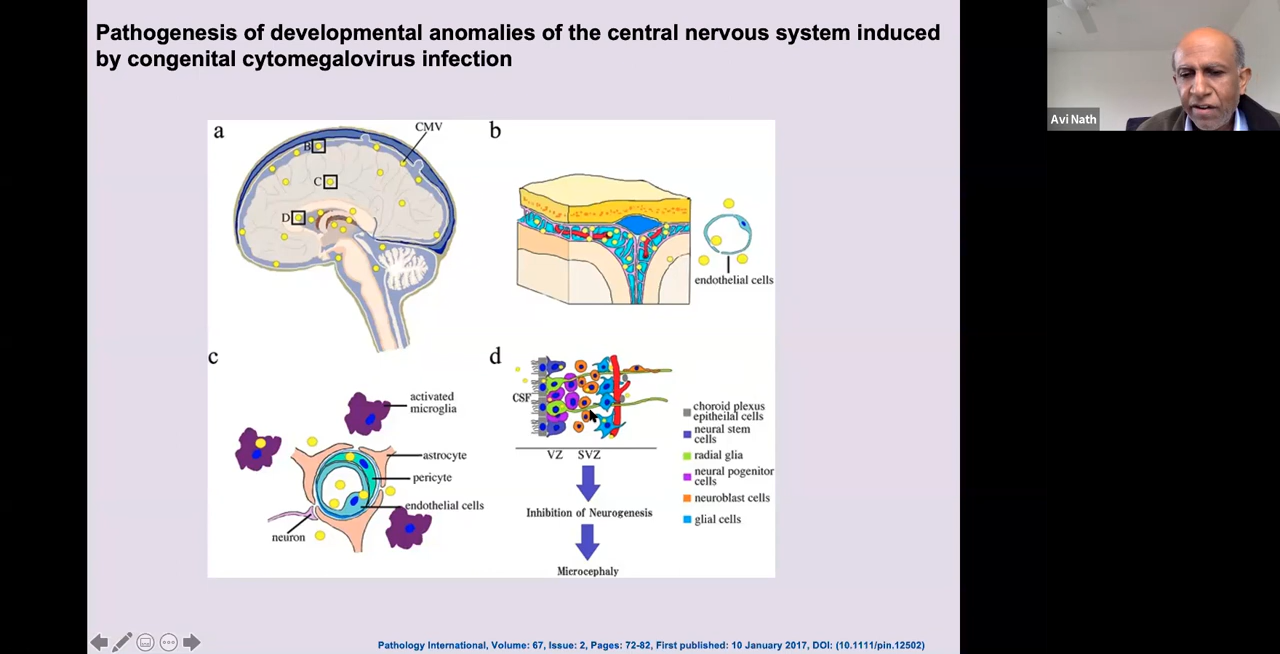 Pathogenesis of developmental anomalies of the central nervous system induced
by congenital cytomegalovirus infection
Avi Nath
a
CMV
B
C
D
b
endothelial cells
c
activated
microglia
astrocyte
pericyte
endothelial cells
neuron
d
CSF
VZ SVZ
Inhibition of Neurogenesis
Microcephaly
choroid plexus
epitheilal cells
neural stem
cells
radial glia
neural pogenitor
cells
neuroblast cells
glial cells
Pathology International, Volume: 67, Issue: 2, Pages: 72-82, First published: 10 January 2017, DOI: (10.1111/pin.12502)